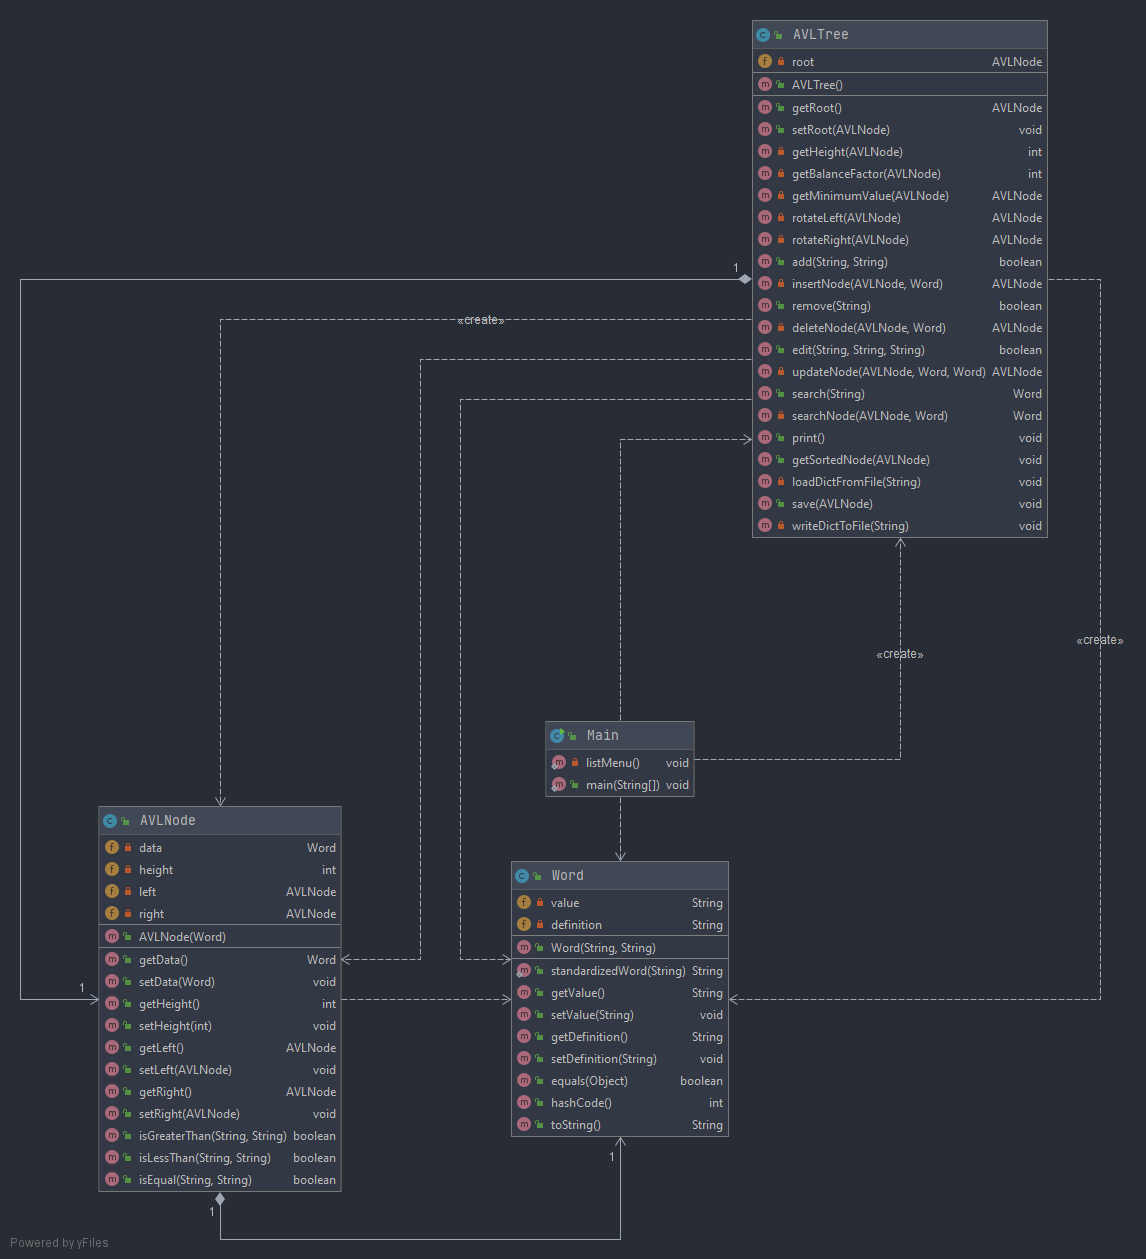 AVLTree
root AVLNode
AVLTree()
getRoot() AVLNode
setRoot(AVLNode) void
getHeight(AVLNode) int
getBalanceFactor(AVLNode) int
getMinimumValue(AVLNode) AVLNode
rotateLeft(AVLNode) AVLNode
rotateRight(AVLNode) AVLNode
add(String, String) boolean
insertNode(AVLNode, Word) AVLNode
remove(String) boolean
deleteNode(AVLNode, Word) AVLNode
edit(String, String, String) boolean
updateNode(AVLNode, Word, Word) AVLNode
search(String) Word
searchNode(AVLNode, Word) Word
print() void
getSortedNode(AVLNode) void
loadDictFromFile(String) void
save(AVLNode) void
writeDictToFile(String) void
1
«create»
«create»
«create»
Main
listMenu() void
main(String[]) void
AVLNode
data Word
height int
left AVLNode
right AVLNode
AVLNode(Word)
getData() Word
setData(Word) void
getHeight() int
setHeight(int) void
getLeft() AVLNode
setLeft(AVLNode) void
getRight() AVLNode
setRight(AVLNode) void
isGreaterThan(String, String) boolean
isLessThan(String, String) boolean
isEqual(String, String) boolean
1
Word
value String
definition String
Word(String, String)
standardizedWord(String) String
getValue() String
setValue(String) void
getDefinition() String
setDefinition(String) void
equals(Object) boolean
hashCode() int
toString() String
1
1
Powered by yFiles